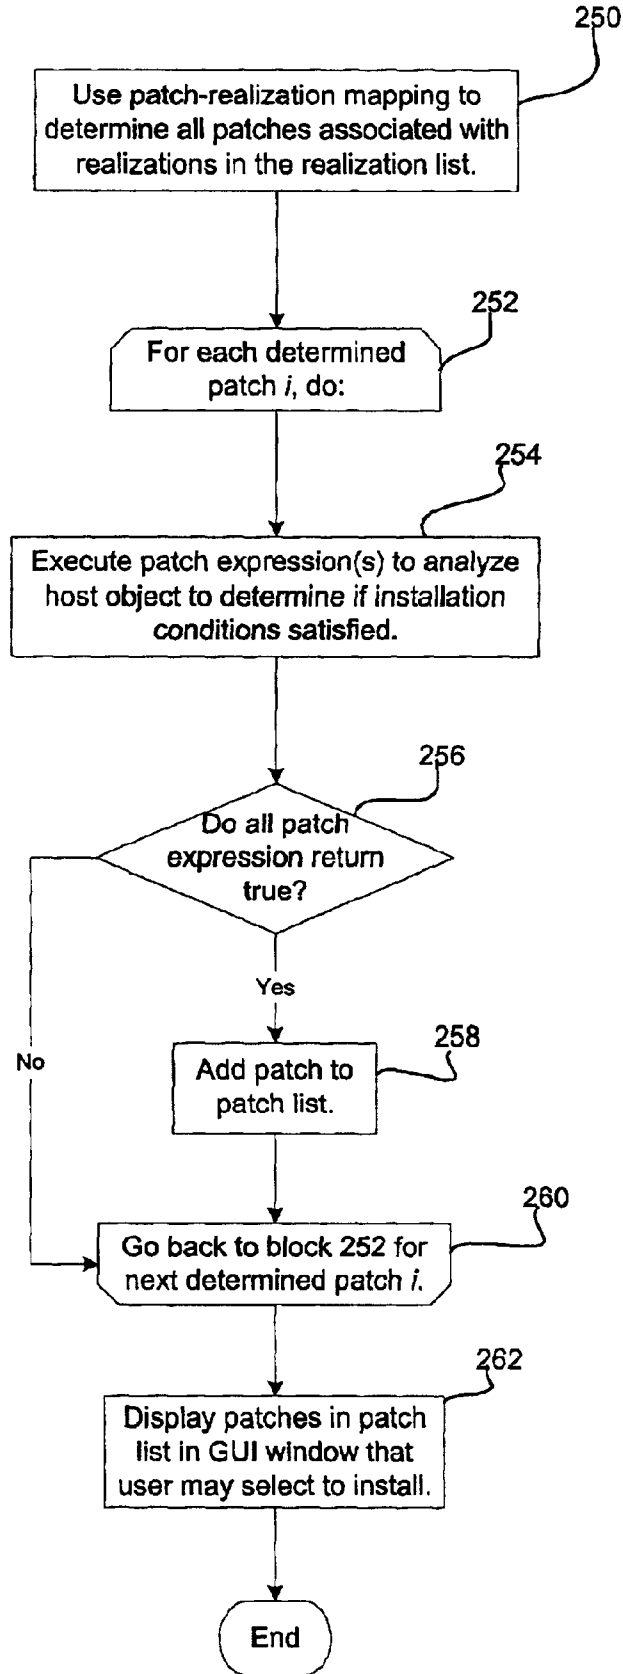 250
Use patch-realization mapping to
determine all patches associated with
realizations in the realization list.
252
For each determined
patch i, do:
254
Execute patch expression(s) to analyze
host object to determine if installation
conditions satisfied.
256
Do all patch
expression return
true?
Yes
No
258
Add patch to
patch list.
260
Go back to block 252 for
next determined patch i.
262
Display patches in patch
list in GUI window that
user may select to install.
End